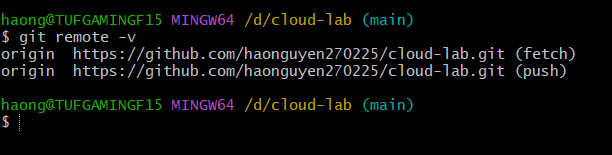 haong@TUFGAMINGF15 MINGW64 /d/cloud-lab (main)
$ git remote -v
origin  https://github.com/haonguyen270225/cloud-lab.git (fetch)
origin  https://github.com/haonguyen270225/cloud-lab.git (push)
haong@TUFGAMINGF15 MINGW64 /d/cloud-lab (main)
$